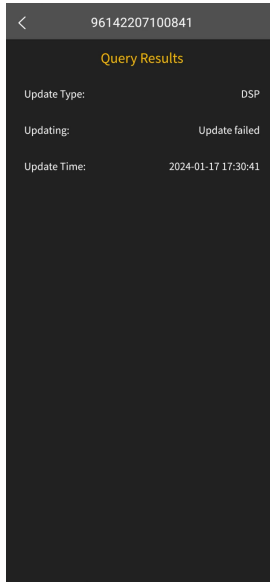 96142207100841
Query Results
Update Type: DSP
Updating: Update failed
Update Time: 2024-01-17 17:30:41